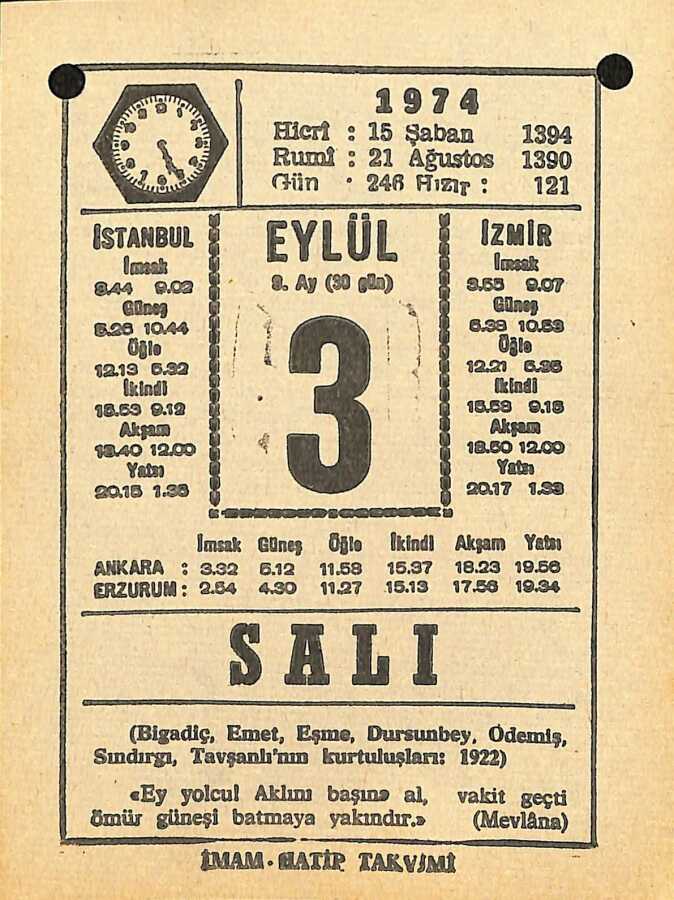 1974
Hicrî : 15 Şaban 1394
Rumî : 21 Ağustos 1390
Gün : 246 Hızır : 121
İSTANBUL
İmsak
3.44 9.02
Güneş
5.26 10.44
Öğle
12.13 5.32
İkindi
15.53 9.12
Akşam
18.40 12.00
Yatsı
20.15 1.35
EYLÜL
9. Ay (30 gün)
3
İZMİR
İmsak
3.55 9.07
Güneş
5.33 10.53
Öğle
12.21
İkindi
9.15
Akşam
18.50 12.00
Yatsı
20.17
İmsak Güneş Öğle İkindi Akşam Yatsı
ANKARA : 3.32 5.12 11.58 15.37 18.23 19.56
ERZURUM : 2.54 4.30 11.27 15.13 17.56 19.34
SALI
(Bigadiç, Emet, Eşme, Dursunbey, Ödemiş,
Sındırgı, Tavşanlı'nın kurtuluşları: 1922)
«Ey yolcu! Aklını başına al, vakit geçti
ömür güneşi batmaya yakındır.» (Mevlâna)
İMAM - HATİP TAKVİMİ